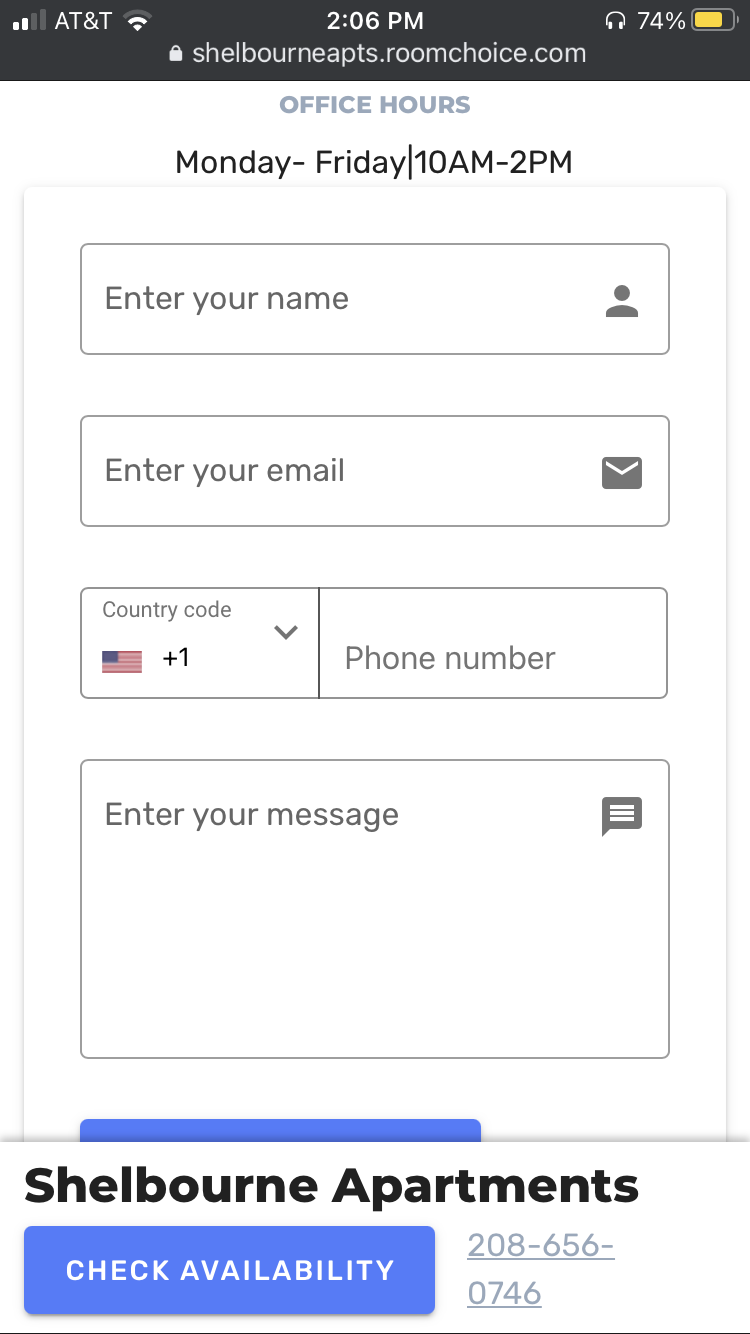 AT&T 2:06 PM 74%
shelbourneapts.roomchoice.com
OFFICE HOURS
Monday- Friday|10AM-2PM
Enter your name
Enter your email
Country code
+1 Phone number
Enter your message
Shelbourne Apartments
CHECK AVAILABILITY
208-656-
0746